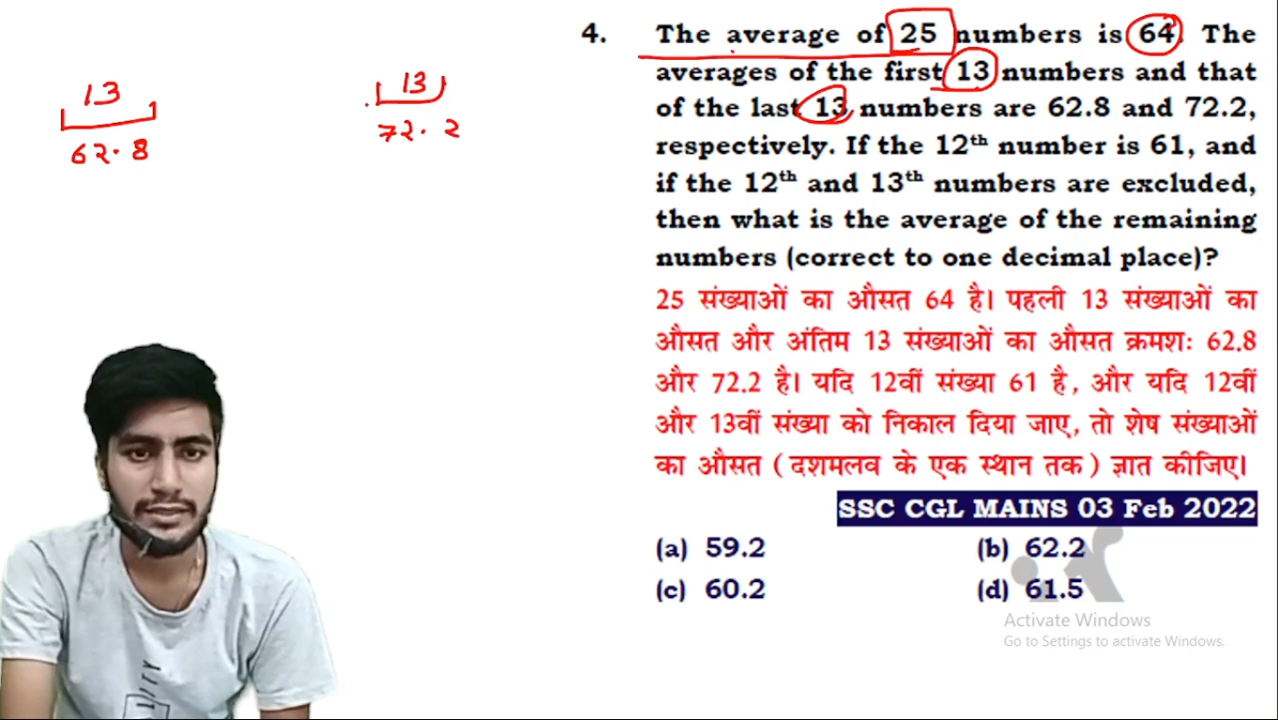 13
62.8
13
72.2
4. The average of 25 numbers is 64. The
averages of the first 13 numbers and that
of the last 13 numbers are 62.8 and 72.2,
respectively. If the 12th number is 61, and
if the 12th and 13th numbers are excluded,
then what is the average of the remaining
numbers (correct to one decimal place)?
25 संख्याओं का औसत 64 है। पहली 13 संख्याओं का
औसत और अंतिम 13 संख्याओं का औसत क्रमश: 62.8
और 72.2 है। यदि 12वीं संख्या 61 है, और यदि 12वीं
और 13वीं संख्या को निकाल दिया जाए, तो शेष संख्याओं
का औसत ( दशमलव के एक स्थान तक ) ज्ञात कीजिए।
SSC CGL MAINS 03 Feb 2022
(a) 59.2 (b) 62.2
(c) 60.2 (d) 61.5
Activate Windows
Go to Settings to activate Windows.